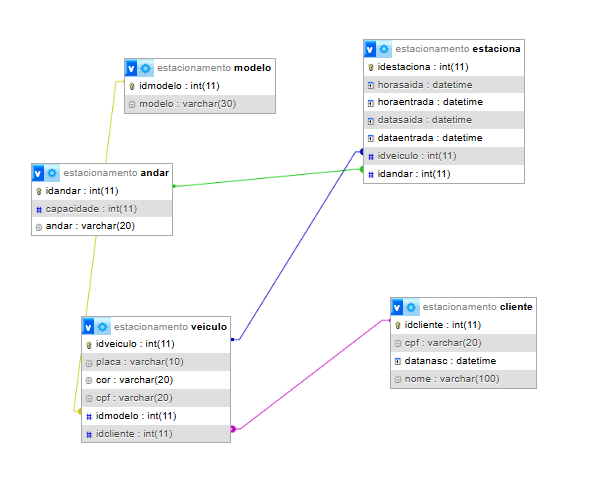 estacionamento modelo
idmodelo : int(11)
modelo : varchar(30)
estacionamento estaciona
idestaciona : int(11)
horasaida : datetime
horaentrada : datetime
datasaida : datetime
dataentrada : datetime
idveiculo : int(11)
idandar : int(11)
estacionamento andar
idandar : int(11)
capacidade : int(11)
andar : varchar(20)
estacionamento veiculo
idveiculo : int(11)
placa : varchar(10)
cor : varchar(20)
cpf : varchar(20)
idmodelo : int(11)
idcliente : int(11)
estacionamento cliente
idcliente : int(11)
cpf : varchar(20)
datanasc : datetime
nome : varchar(100)